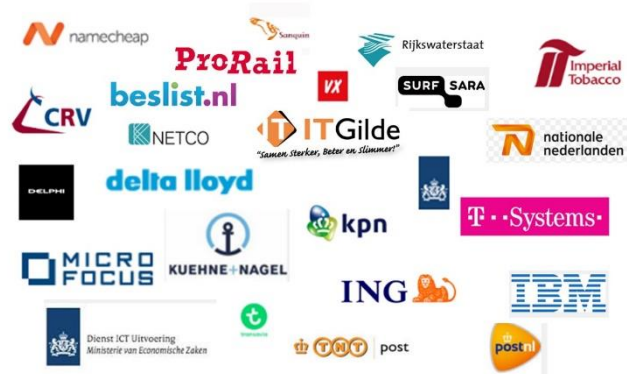 namecheap
Sanquin
Rijkswaterstaat
ProRail
Imperial
Tobacco
VX
SURF SARA
beslist.nl
CRV
ITGilde
"Samen Sterker, Beter en Slimmer!"
NETCO
nationale
nederlanden
DELPHI
delta lloyd
T··Systems·
kpn
KUEHNE+NAGEL
MICRO
FOCUS
ING
IBM
t
Dienst ICT Uitvoering
Ministerie van Economische Zaken
TNT post
postnl